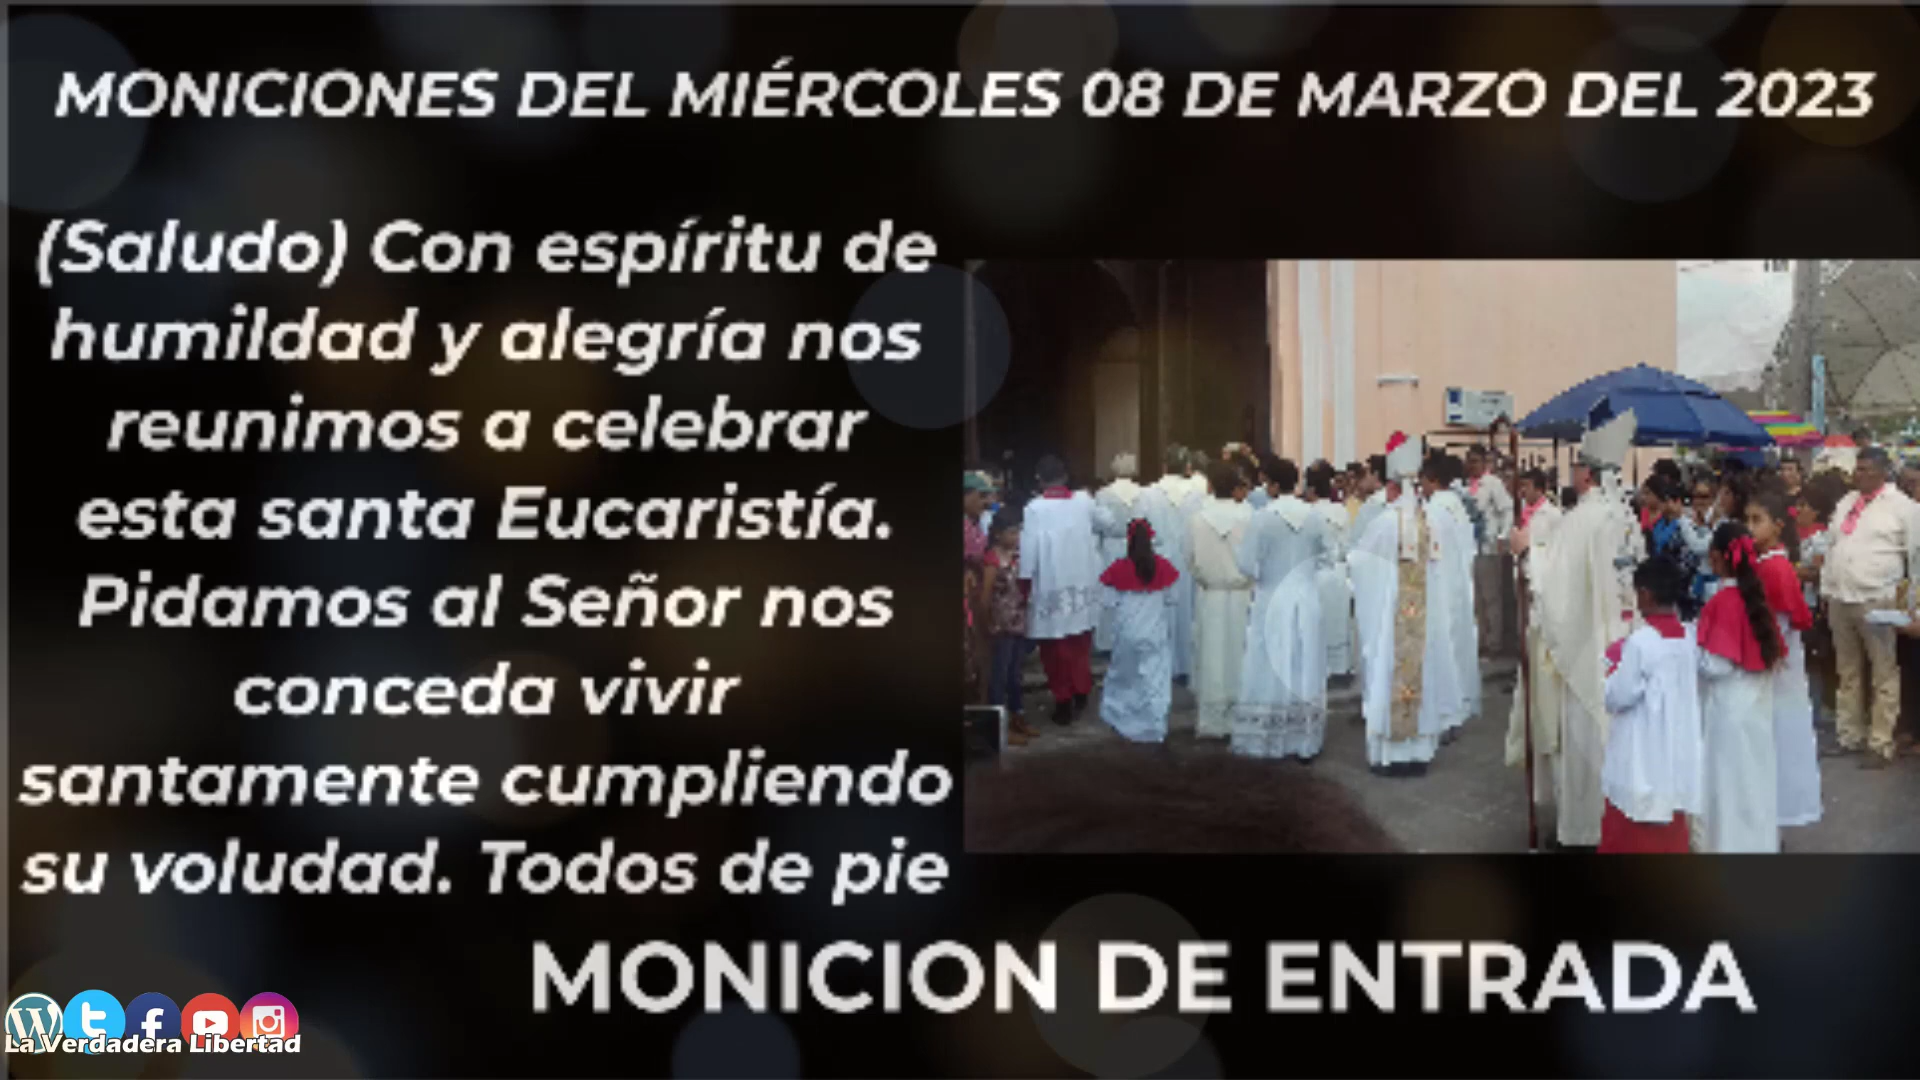 MONICIONES DEL MIÉRCOLES 08 DE MARZO DEL 2023
(Saludo) Con espíritu de
humildad y alegría nos
reunimos a celebrar
esta santa Eucaristía.
Pidamos al Señor nos
conceda vivir
santamente cumpliendo
su voludad. Todos de pie
MONICION DE ENTRADA
La Verdadera Libertad